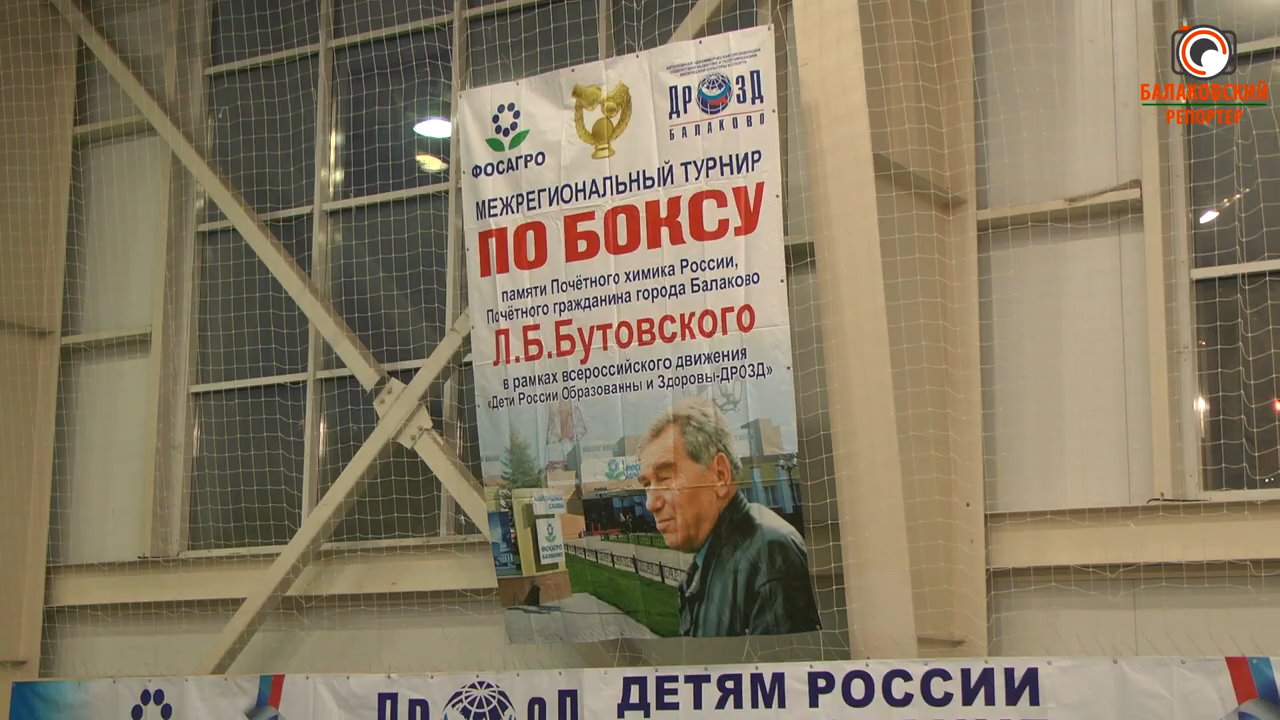 БАЛАКОВСКИЙ
РЕПОРТЕР
ФОСАГРО
ДРОЗД
БАЛАКОВО
МЕЖРЕГИОНАЛЬНЫЙ ТУРНИР
ПО БОКСУ
памяти Почётного химика России,
Почётного гражданина города Балаково
Л.Б.Бутовского
в рамках всероссийского движения
«Дети России Образованны и Здоровы-ДРОЗД»
ФОСАГРО
ДЕТЯМ РОССИИ